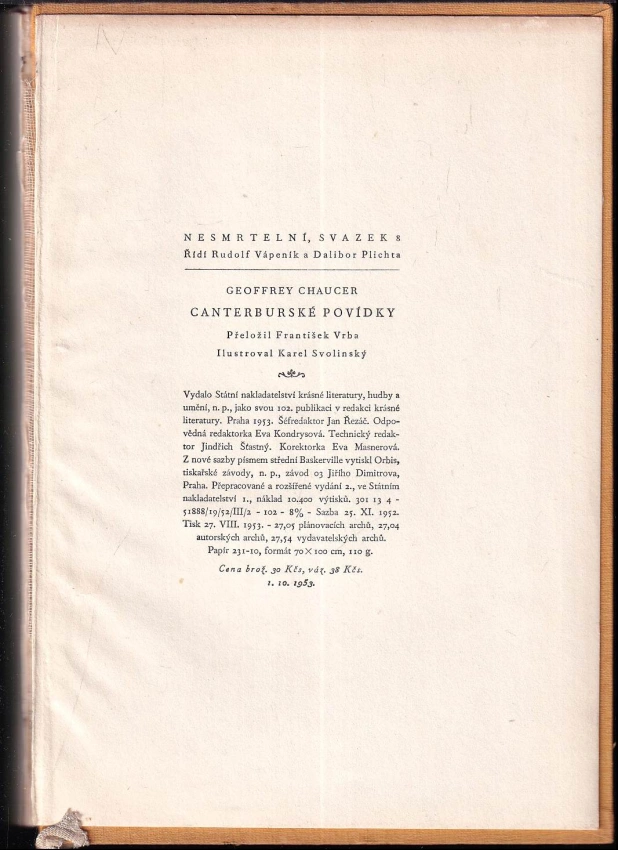 NESMRTELNÍ, SVAZEK 8
Řídí Rudolf Vápeník a Dalibor Plichta
GEOFFREY CHAUCER
CANTERBURSKÉ POVÍDKY
Přeložil František Vrba
Ilustroval Karel Svolinský
Vydalo Státní nakladatelství krásné literatury, hudby a
umění, n. p., jako svou 102. publikaci v redakci krásné
literatury. Praha 1953. Šéfredaktor Jan Řezáč. Odpo-
vědná redaktorka Eva Kondrysová. Technický redak-
tor Jindřich Šťastný. Korektorka Eva Masnerová.
Z nové sazby písmem střední Baskerville vytiskl Orbis,
tiskařské závody, n. p., závod 03 Jiřího Dimitrova,
Praha. Přepracované a rozšířené vydání 2., ve Státním
nakladatelství 1., náklad 10.400 výtisků. 301 13 4 -
51888/19/52/III/2 - 102 - 8% - Sazba 25. XI. 1952.
Tisk 27. VIII. 1953. - 27,05 plánovacích archů, 27,04
autorských archů, 27,54 vydavatelských archů.
Papír 231-10, formát 70×100 cm, 110 g.
Cena brož. 30 Kčs, váz. 38 Kčs.
1. 10. 1953.